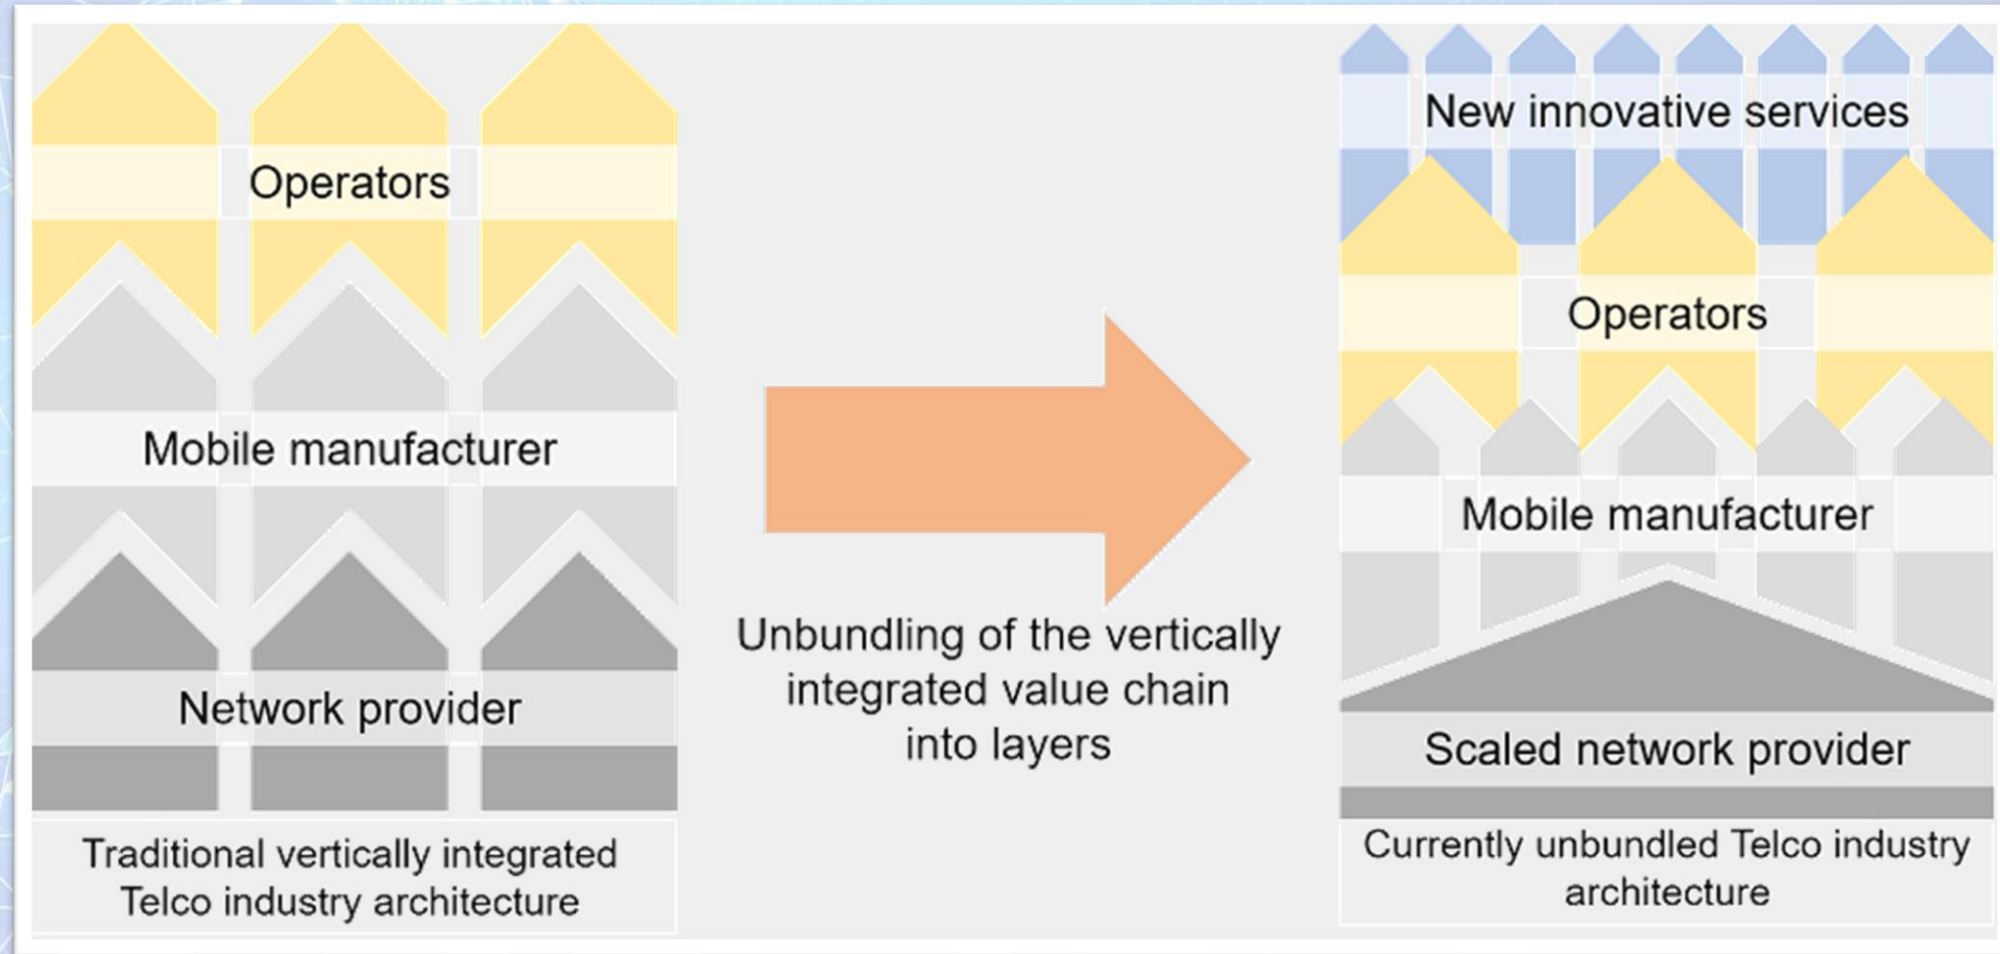 Operators
Mobile manufacturer
Network provider
Traditional vertically integrated
Telco industry architecture
Unbundling of the vertically
integrated value chain
into layers
New innovative services
Operators
Mobile manufacturer
Scaled network provider
Currently unbundled Telco industry
architecture